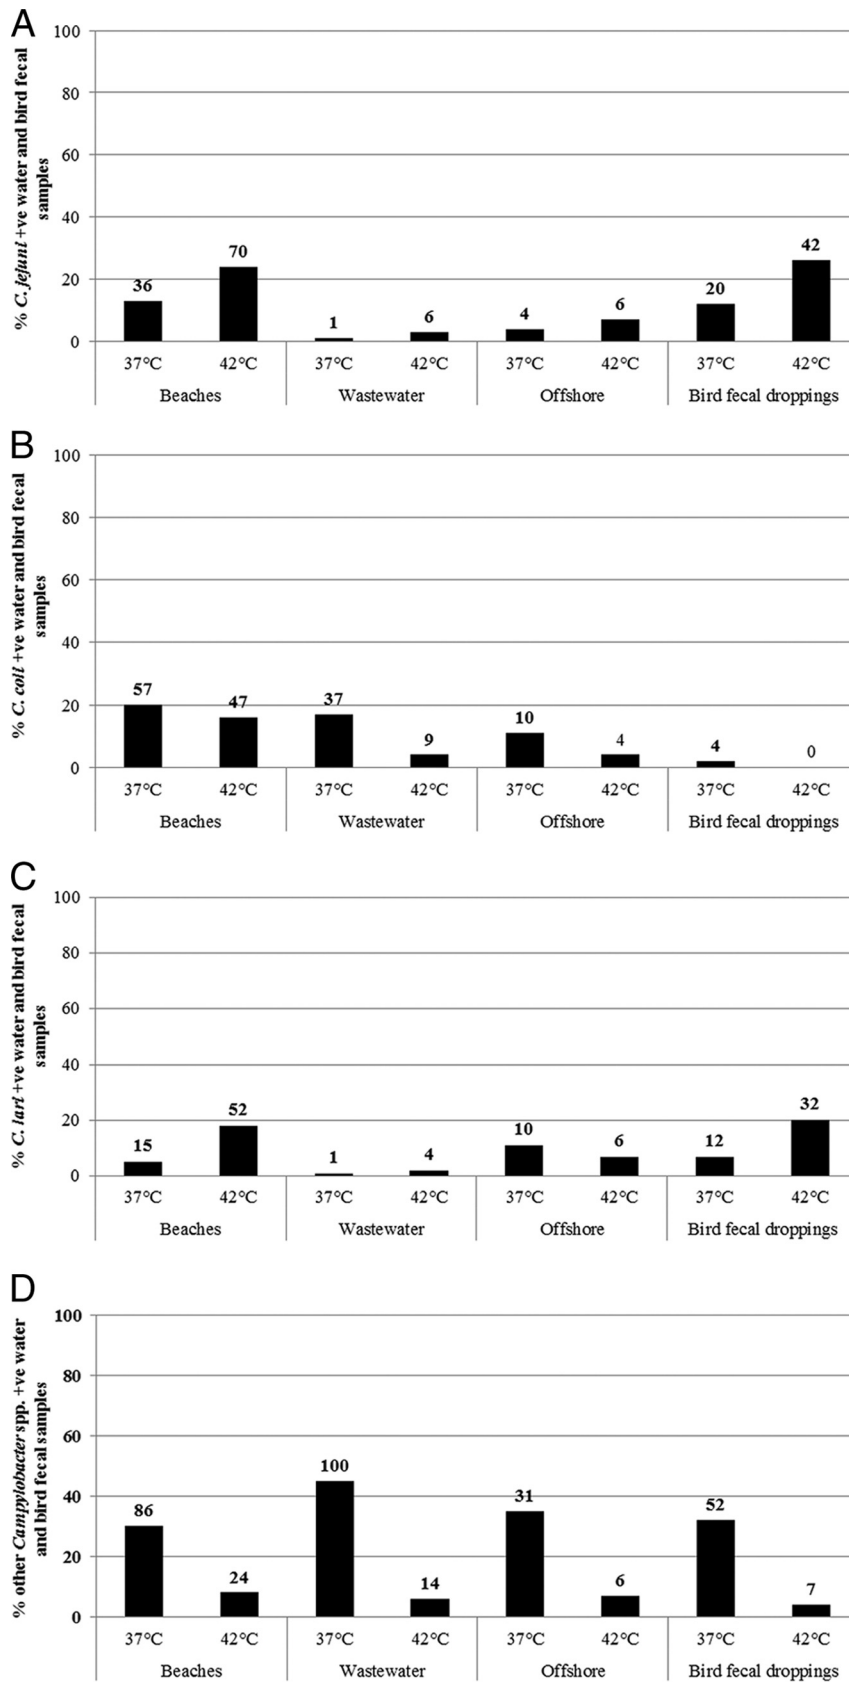 A
% C. jejuni +ve water and bird fecal
samples
100
80
60
40
20
0
36
70
1
6
4
6
20
42
37°C 42°C 37°C 42°C 37°C 42°C 37°C 42°C
Beaches Wastewater Offshore Bird fecal droppings
B
% C. coli +ve water and bird fecal
samples
100
80
60
40
20
0
57
47
37
9
10
4
4
0
37°C 42°C 37°C 42°C 37°C 42°C 37°C 42°C
Beaches Wastewater Offshore Bird fecal droppings
C
% C. lari +ve water and bird fecal
samples
100
80
60
40
20
0
15
52
1
4
10
6
12
32
37°C 42°C 37°C 42°C 37°C 42°C 37°C 42°C
Beaches Wastewater Offshore Bird fecal droppings
D
% other Campylobacter spp. +ve water
and bird fecal samples
100
80
60
40
20
0
86
24
100
14
31
6
52
7
37°C 42°C 37°C 42°C 37°C 42°C 37°C 42°C
Beaches Wastewater Offshore Bird fecal droppings